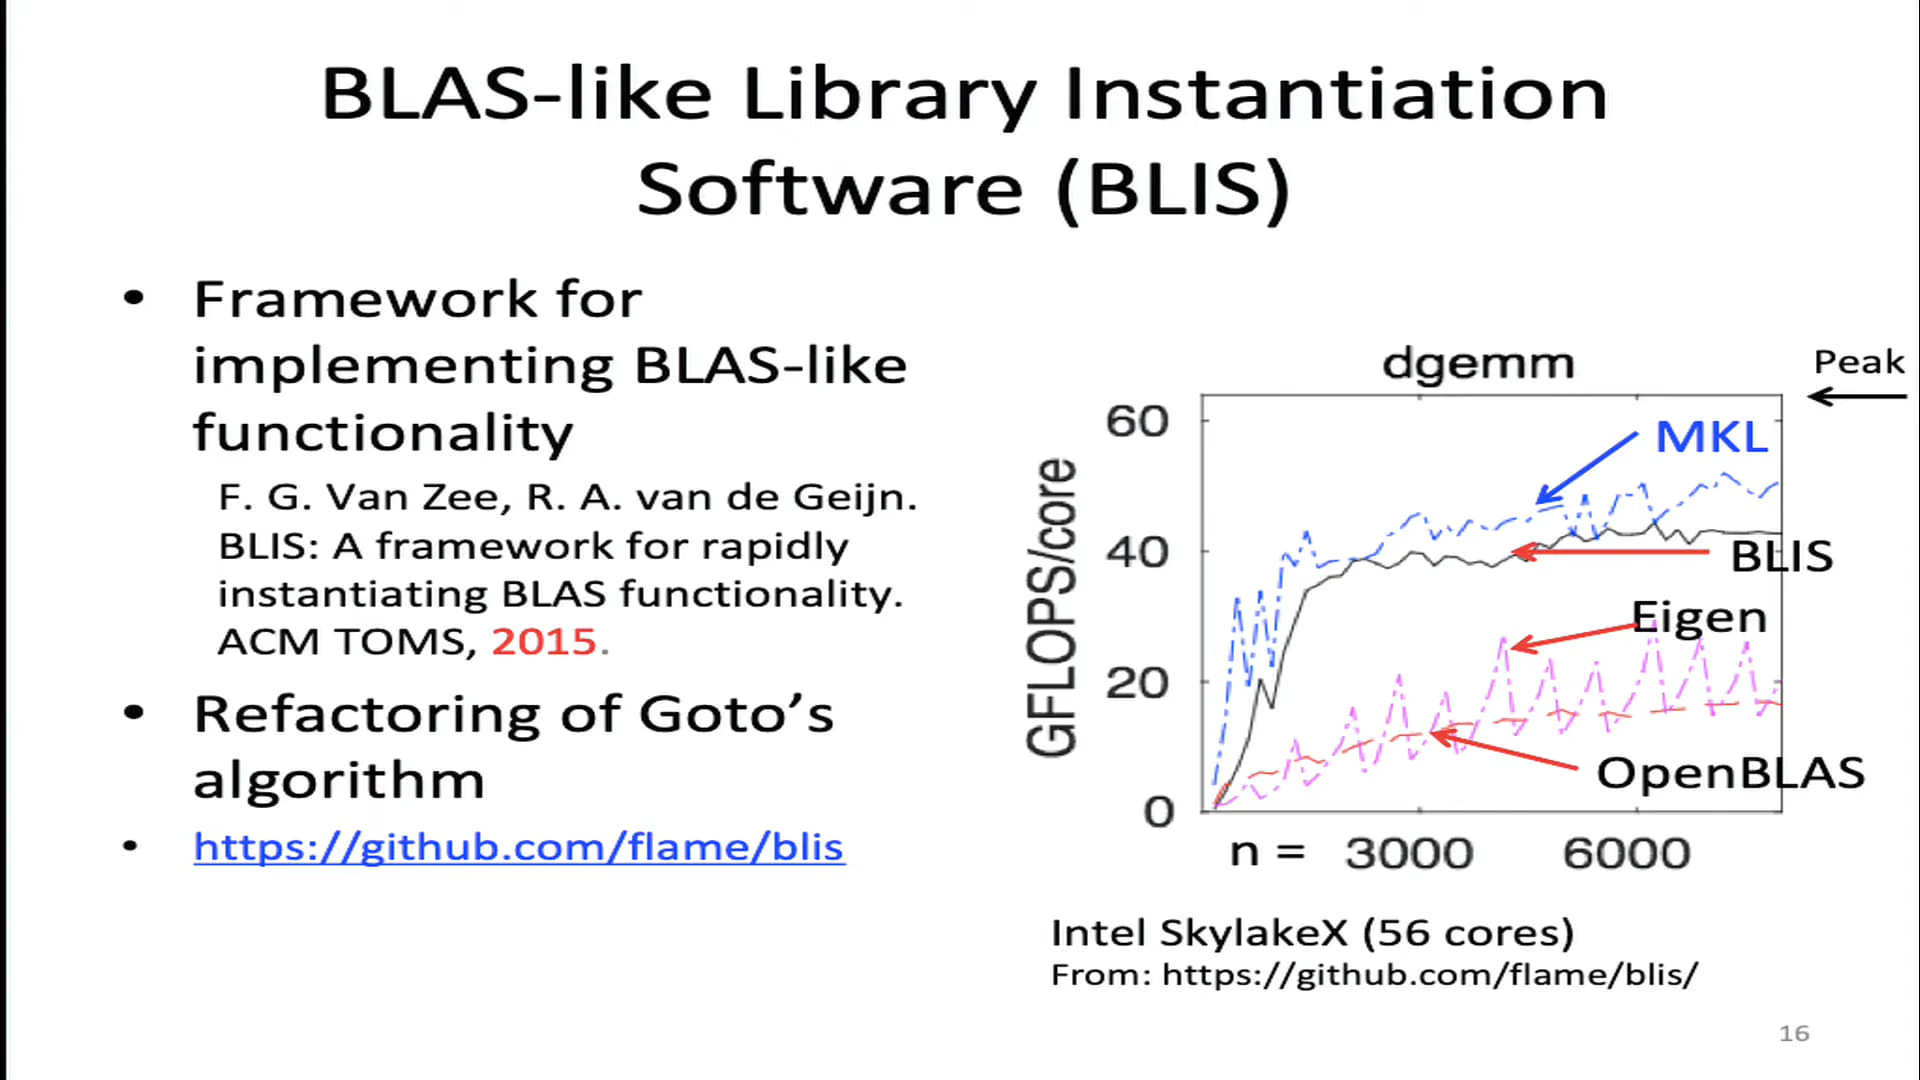 BLAS-like Library Instantiation
Software (BLIS)
• Framework for
implementing BLAS-like
functionality
F. G. Van Zee, R. A. van de Geijn.
BLIS: A framework for rapidly
instantiating BLAS functionality.
ACM TOMS, 2015.
• Refactoring of Goto’s
algorithm
• https://github.com/flame/blis
dgemm
Peak
60
40
20
0
GFLOPS/core
MKL
BLIS
Eigen
OpenBLAS
n = 3000 6000
Intel SkylakeX (56 cores)
From: https://github.com/flame/blis/
16